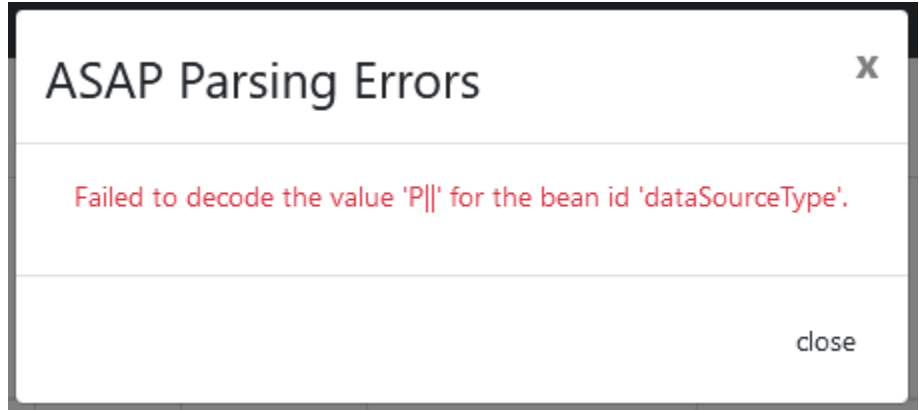 ASAP Parsing Errors
x
Failed to decode the value 'P||' for the bean id 'dataSourceType'.
close